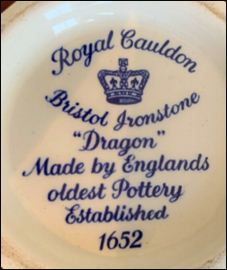 Royal Cauldon
Bristol Ironstone
"Dragon"
Made by Englands
oldest Pottery
Established
1652